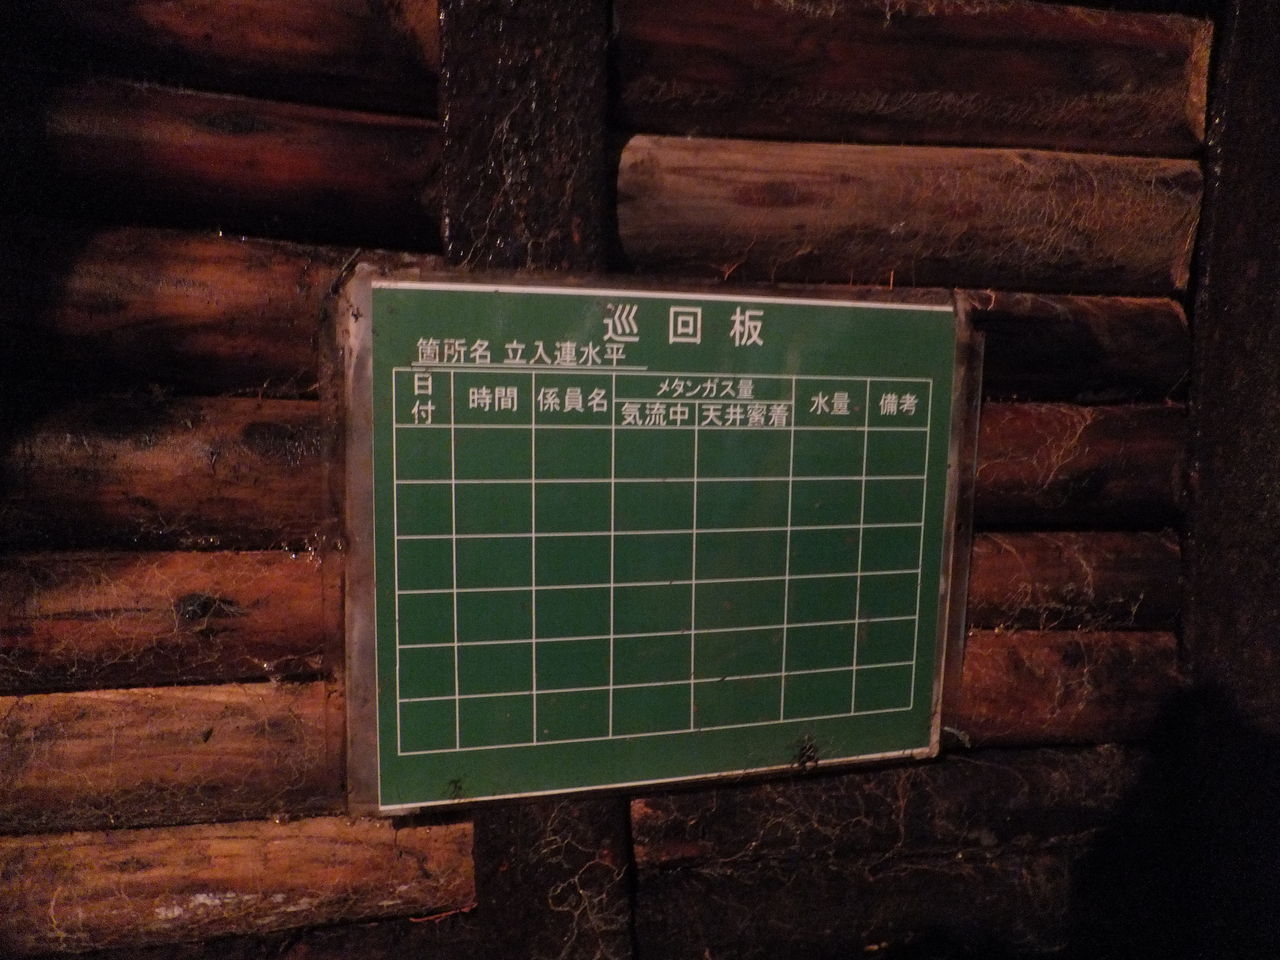 巡回板
箇所名 立入連水平
日付 時間 係員名 メタンガス量 水量 備考
気流中 天井密着